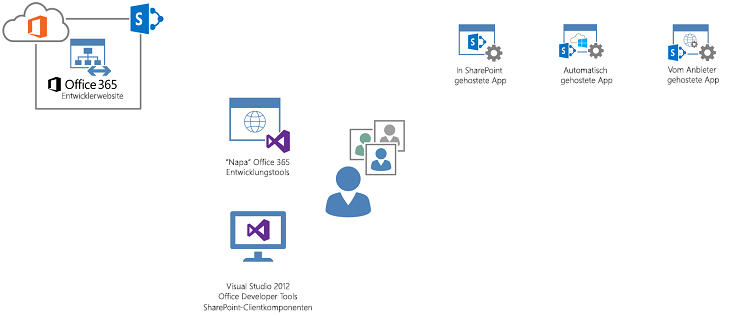 Office 365
Entwicklerwebsite
In SharePoint
gehostete App
Automatisch
gehostete App
Vom Anbieter
gehostete App
"Napa" Office 365
Entwicklungstools
Visual Studio 2012
Office Developer Tools
SharePoint-Clientkomponenten